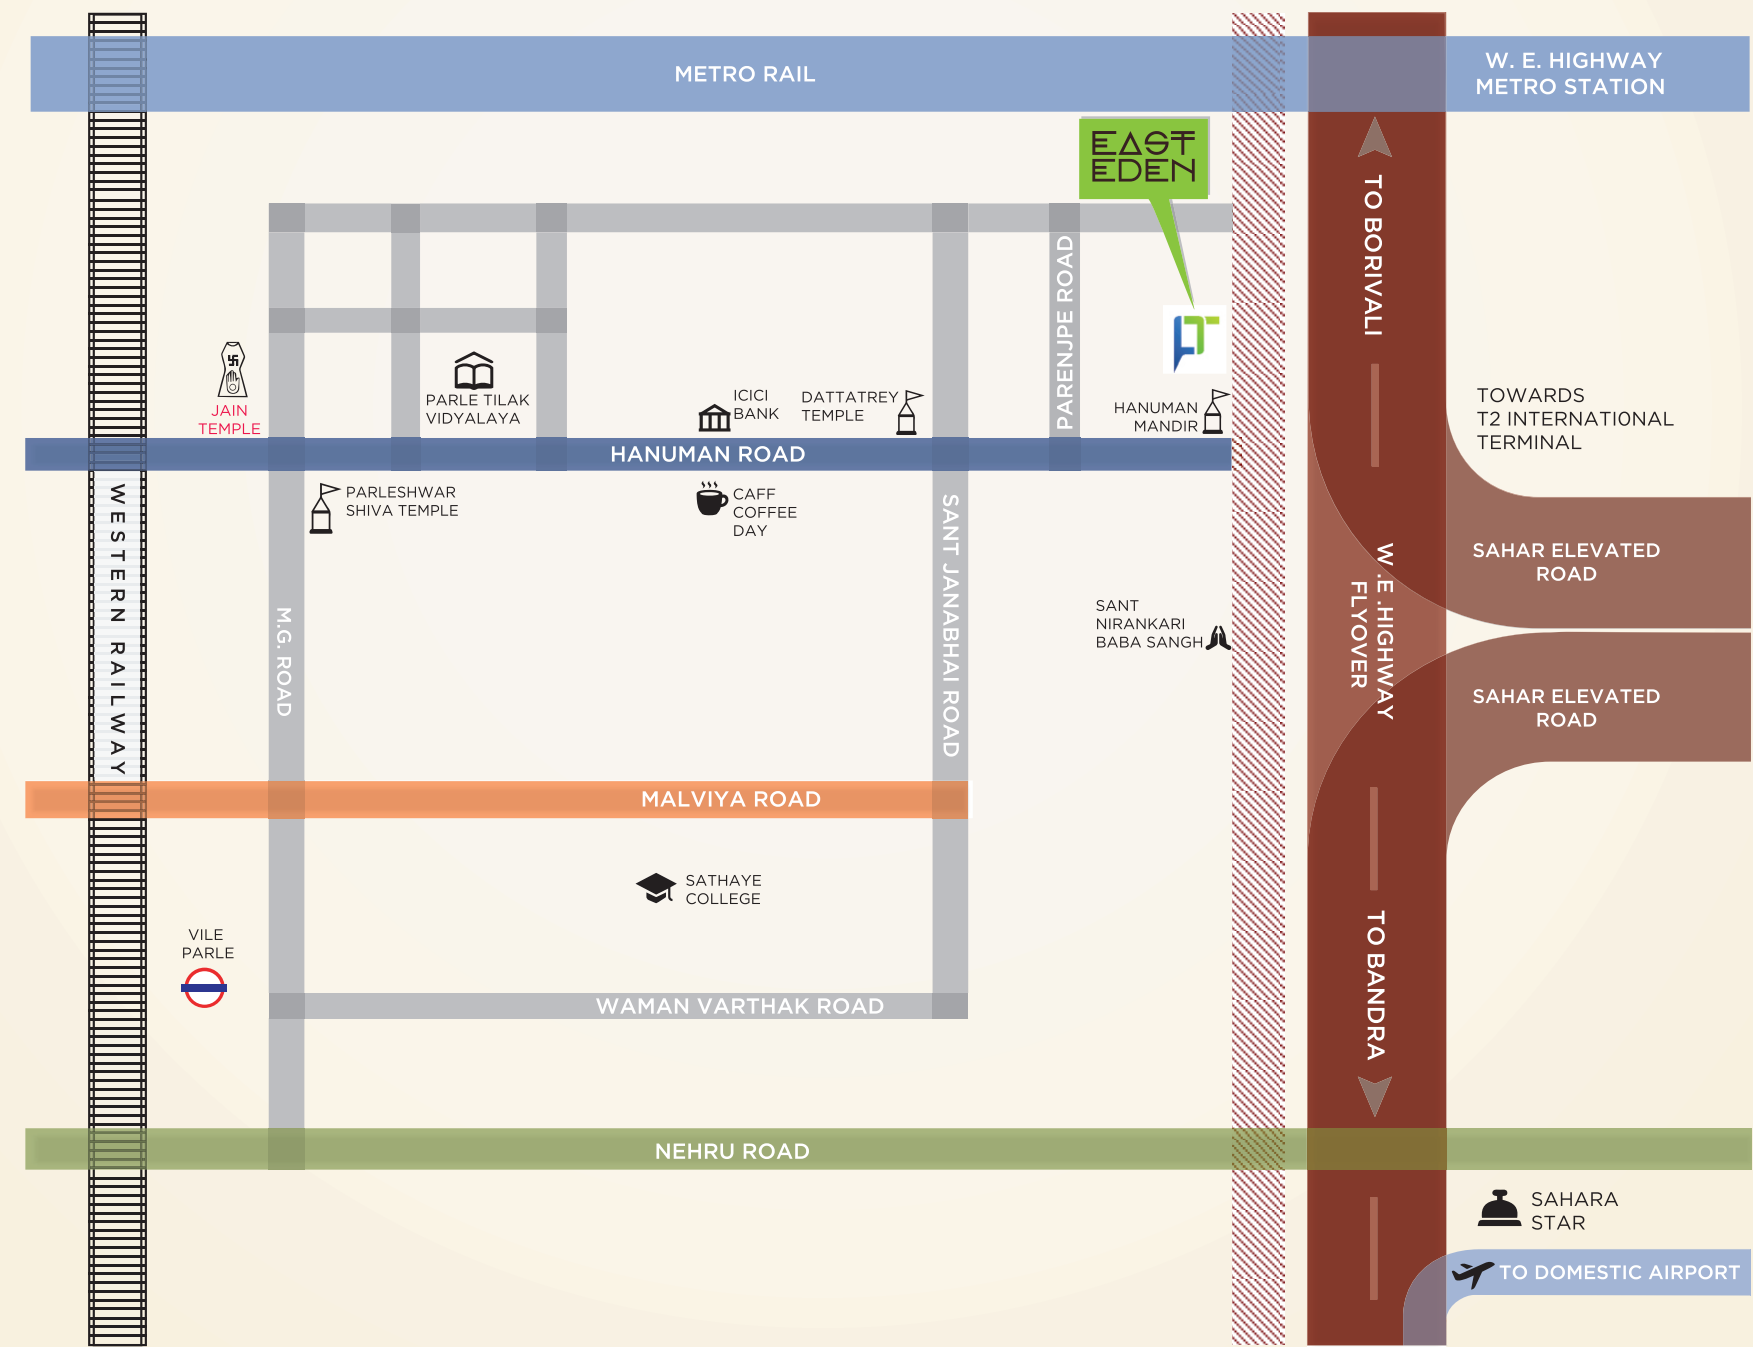 METRO RAIL
W. E. HIGHWAY
METRO STATION
EAST
EDEN
TO BORIVALI
PARENJPE ROAD
JAIN
TEMPLE
PARLE TILAK
VIDYALAYA
ICICI
BANK
DATTATREY
TEMPLE
HANUMAN
MANDIR
TOWARDS
T2 INTERNATIONAL
TERMINAL
HANUMAN ROAD
WESTERN RAILWAY
PARLESHWAR
SHIVA TEMPLE
CAFF
COFFEE
DAY
SANT JANABHAI ROAD
M.G. ROAD
SANT
NIRANKARI
BABA SANGH
W .E .HIGHWAY
FLYOVER
SAHAR ELEVATED
ROAD
SAHAR ELEVATED
ROAD
MALVIYA ROAD
SATHAYE
COLLEGE
VILE
PARLE
WAMAN VARTHAK ROAD
TO BANDRA
NEHRU ROAD
SAHARA
STAR
TO DOMESTIC AIRPORT